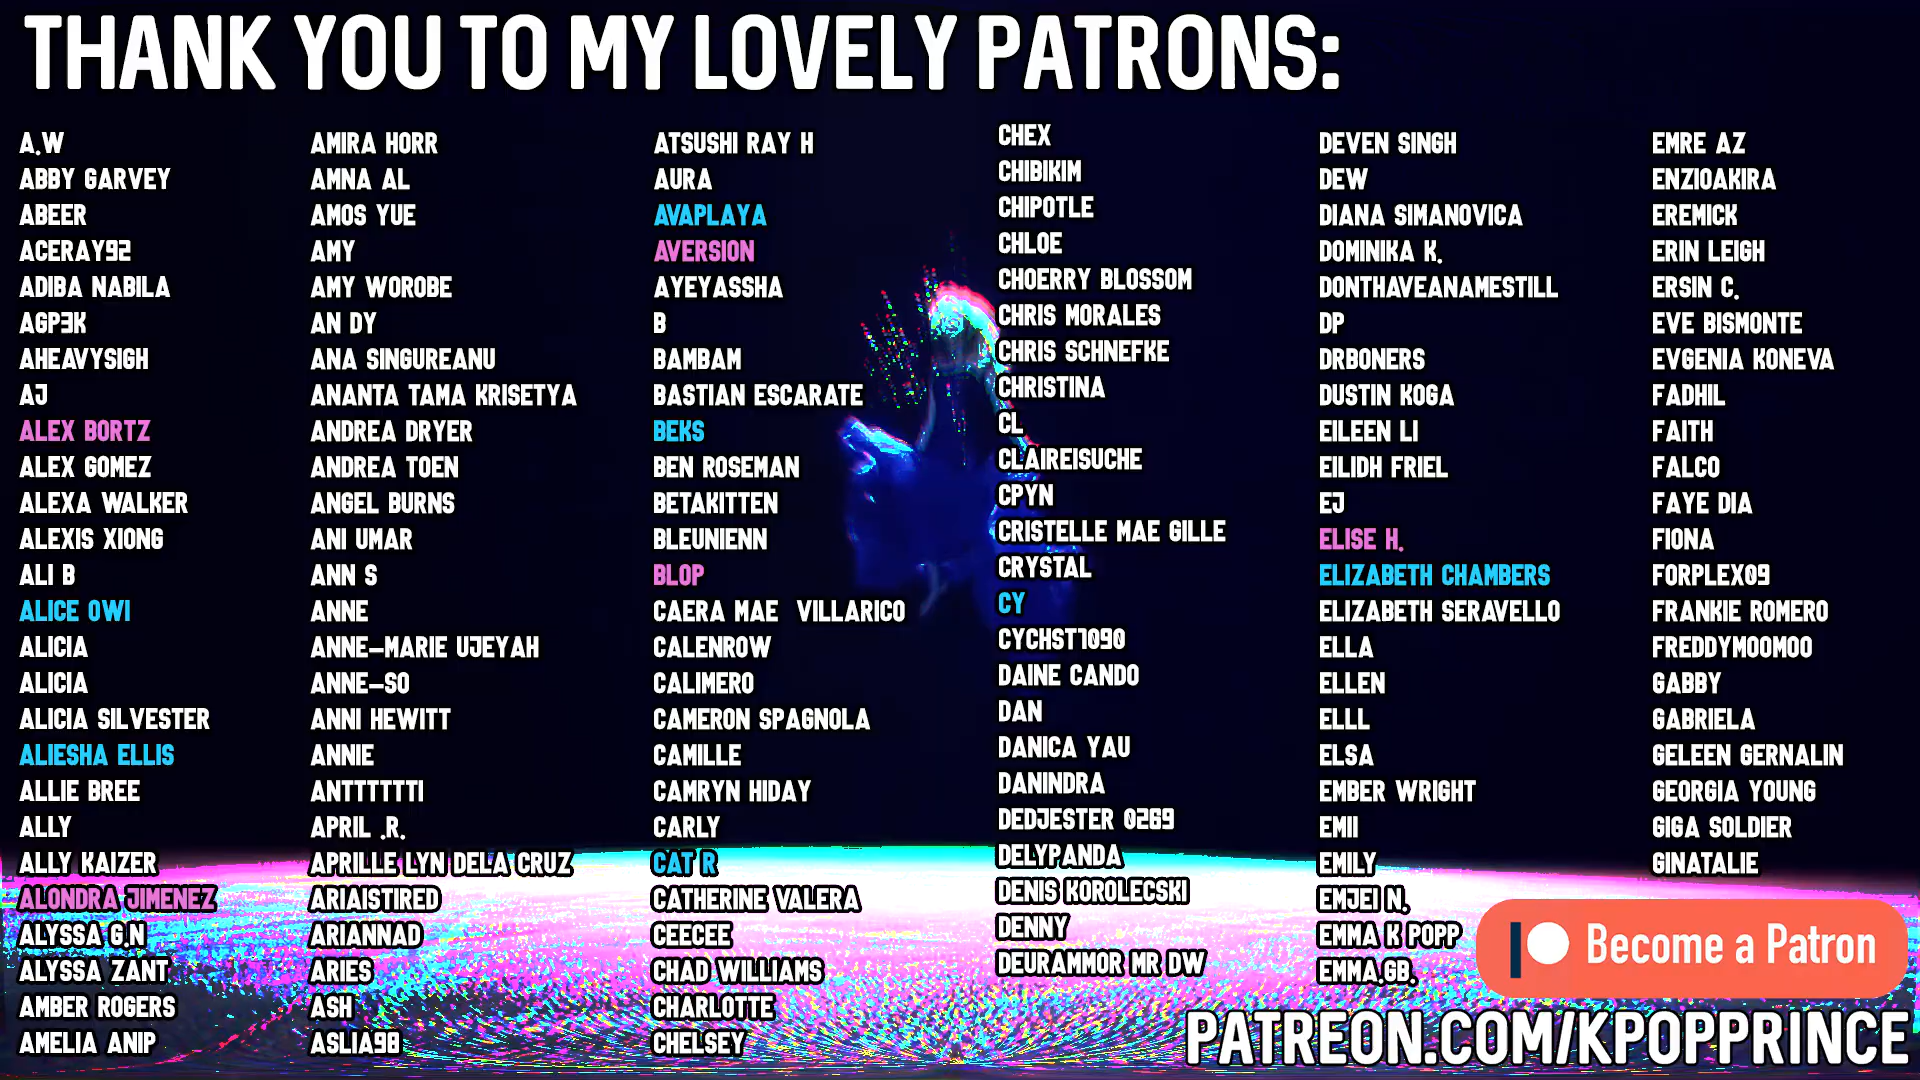 THANK YOU TO MY LOVELY PATRONS:
A.W
ABBY GARVEY
ABEER
ACERAY92
ADIBA NABILA
AGP3K
AHEAVYSIGH
AJ
ALEX BORTZ
ALEX GOMEZ
ALEXA WALKER
ALEXIS XIONG
ALI B
ALICE OWI
ALICIA
ALICIA
ALICIA SILVESTER
ALIESHA ELLIS
ALLIE BREE
ALLY
ALLY KAIZER
ALONDRA JIMENEZ
ALYSSA G.N
ALYSSA ZANT
AMBER ROGERS
AMELIA ANIP
AMIRA HORR
AMNA AL
AMOS YUE
AMY
AMY WOROBE
AN DY
ANA SINGUREANU
ANANTA TAMA KRISETYA
ANDREA DRYER
ANDREA TOEN
ANGEL BURNS
ANI UMAR
ANN S
ANNE
ANNE-MARIE UJEYAH
ANNE-SO
ANNI HEWITT
ANNIE
ANTTTTTTI
APRIL .R.
APRILLE LYN DELA CRUZ
ARIAISTIRED
ARIANNAD
ARIES
ASH
ASLIA98
ATSUSHI RAY H
AURA
AVAPLAYA
AVERSION
AYEYASSHA
B
BAMBAM
BASTIAN ESCARATE
BEKS
BEN ROSEMAN
BETAKITTEN
BLEUNIENN
BLOP
CAERA MAE  VILLARICO
CALENROW
CALIMERO
CAMERON SPAGNOLA
CAMILLE
CAMRYN HIDAY
CARLY
CAT R
CATHERINE VALERA
CEECEE
CHAD WILLIAMS
CHARLOTTE
CHELSEY
CHEX
CHIBIKIM
CHIPOTLE
CHLOE
CHOERRY BLOSSOM
CHRIS MORALES
CHRIS SCHNEFKE
CHRISTINA
CL
CLAIREISUCHE
CPYN
CRISTELLE MAE GILLE
CRYSTAL
CY
CYCHST1090
DAINE CANDO
DAN
DANICA YAU
DANINDRA
DEDJESTER 0269
DELYPANDA
DENIS KOROLECSKI
DENNY
DEURAMMOR MR DW
DEVEN SINGH
DEW
DIANA SIMANOVICA
DOMINIKA K.
DONTHAVEANAMESTILL
DP
DRBONERS
DUSTIN KOGA
EILEEN LI
EILIDH FRIEL
EJ
ELISE H.
ELIZABETH CHAMBERS
ELIZABETH SERAVELLO
ELLA
ELLEN
ELLL
ELSA
EMBER WRIGHT
EMII
EMILY
EMJEI N.
EMMA K POPP
EMMA.GB.
EMRE AZ
ENZIOAKIRA
EREMICK
ERIN LEIGH
ERSIN C.
EVE BISMONTE
EVGENIA KONEVA
FADHIL
FAITH
FALCO
FAYE DIA
FIONA
FORPLEX09
FRANKIE ROMERO
FREDDYMOOMOO
GABBY
GABRIELA
GELEEN GERNALIN
GEORGIA YOUNG
GIGA SOLDIER
GINATALIE
Become a Patron
PATREON.COM/KPOPPRINCE